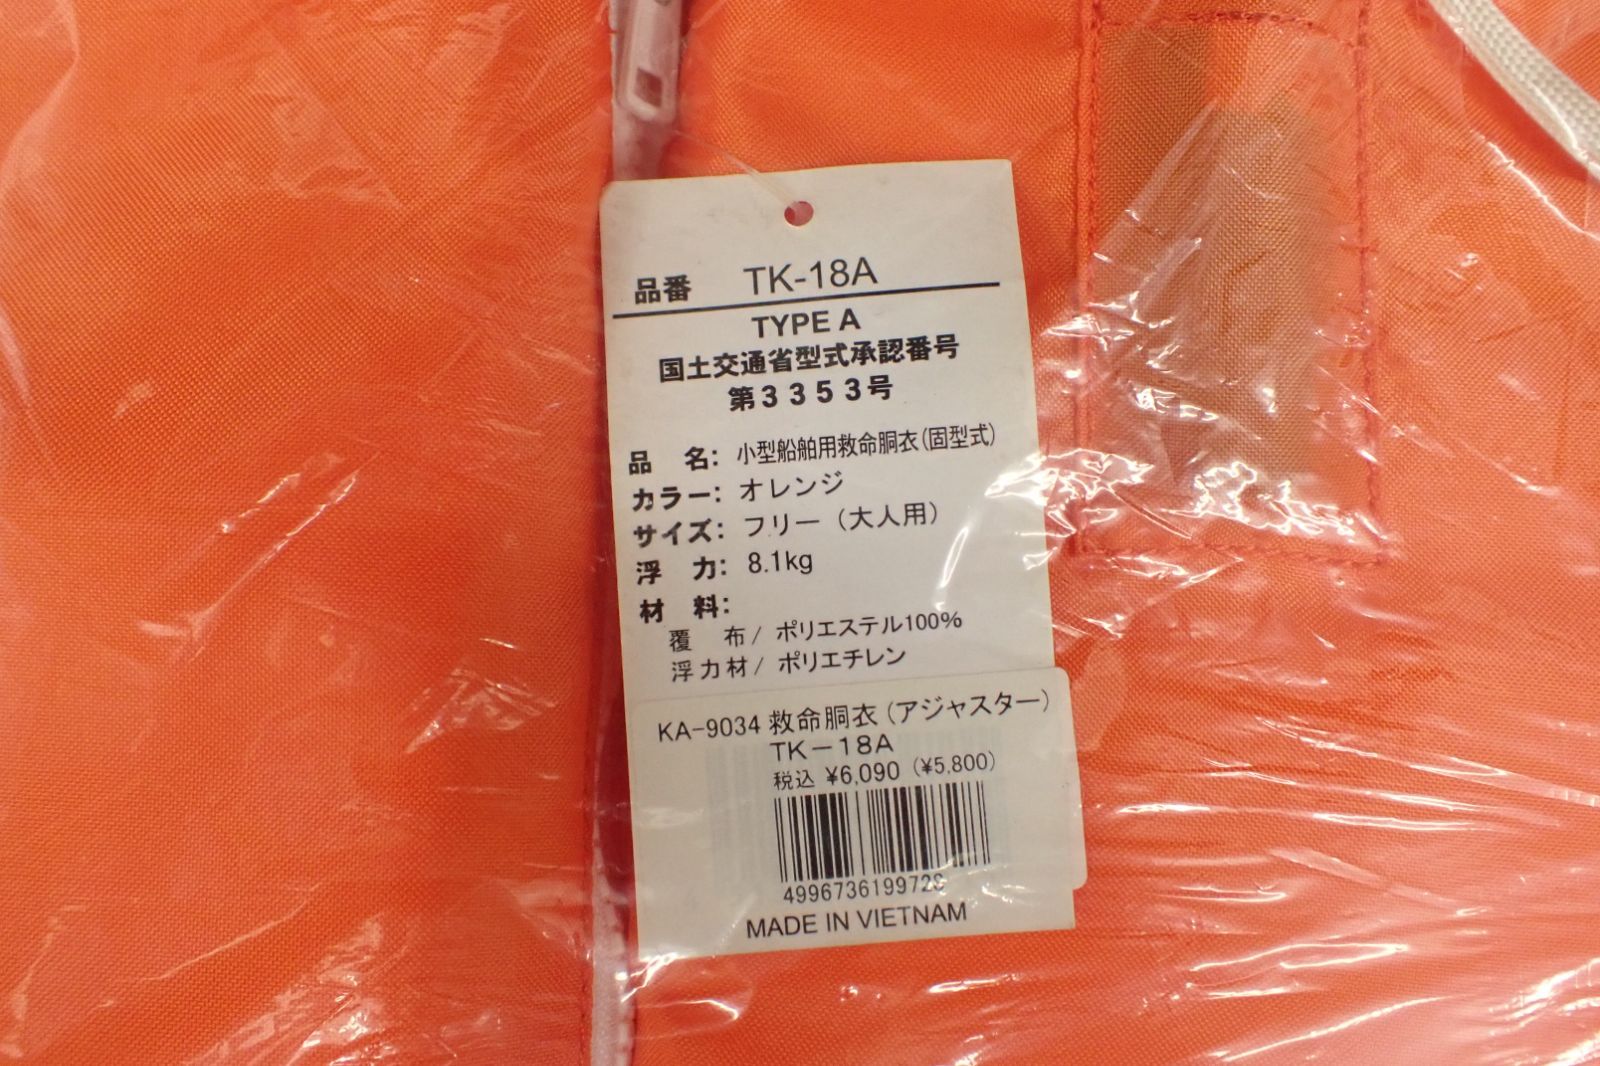 品番 TK-18A
TYPE A
国土交通省型式承認番号
第3353号
品 名: 小型船舶用救命胴衣(固型式)
カラー: オレンジ
サイズ: フリー(大人用)
浮 力: 8.1kg
材 料:
覆 布/ ポリエステル100%
浮力材/ ポリエチレン
KA-9034 救命胴衣(アジャスター)
TK-18A
税込 ¥6,090 (¥5,800)
4996736199729
MADE IN VIETNAM